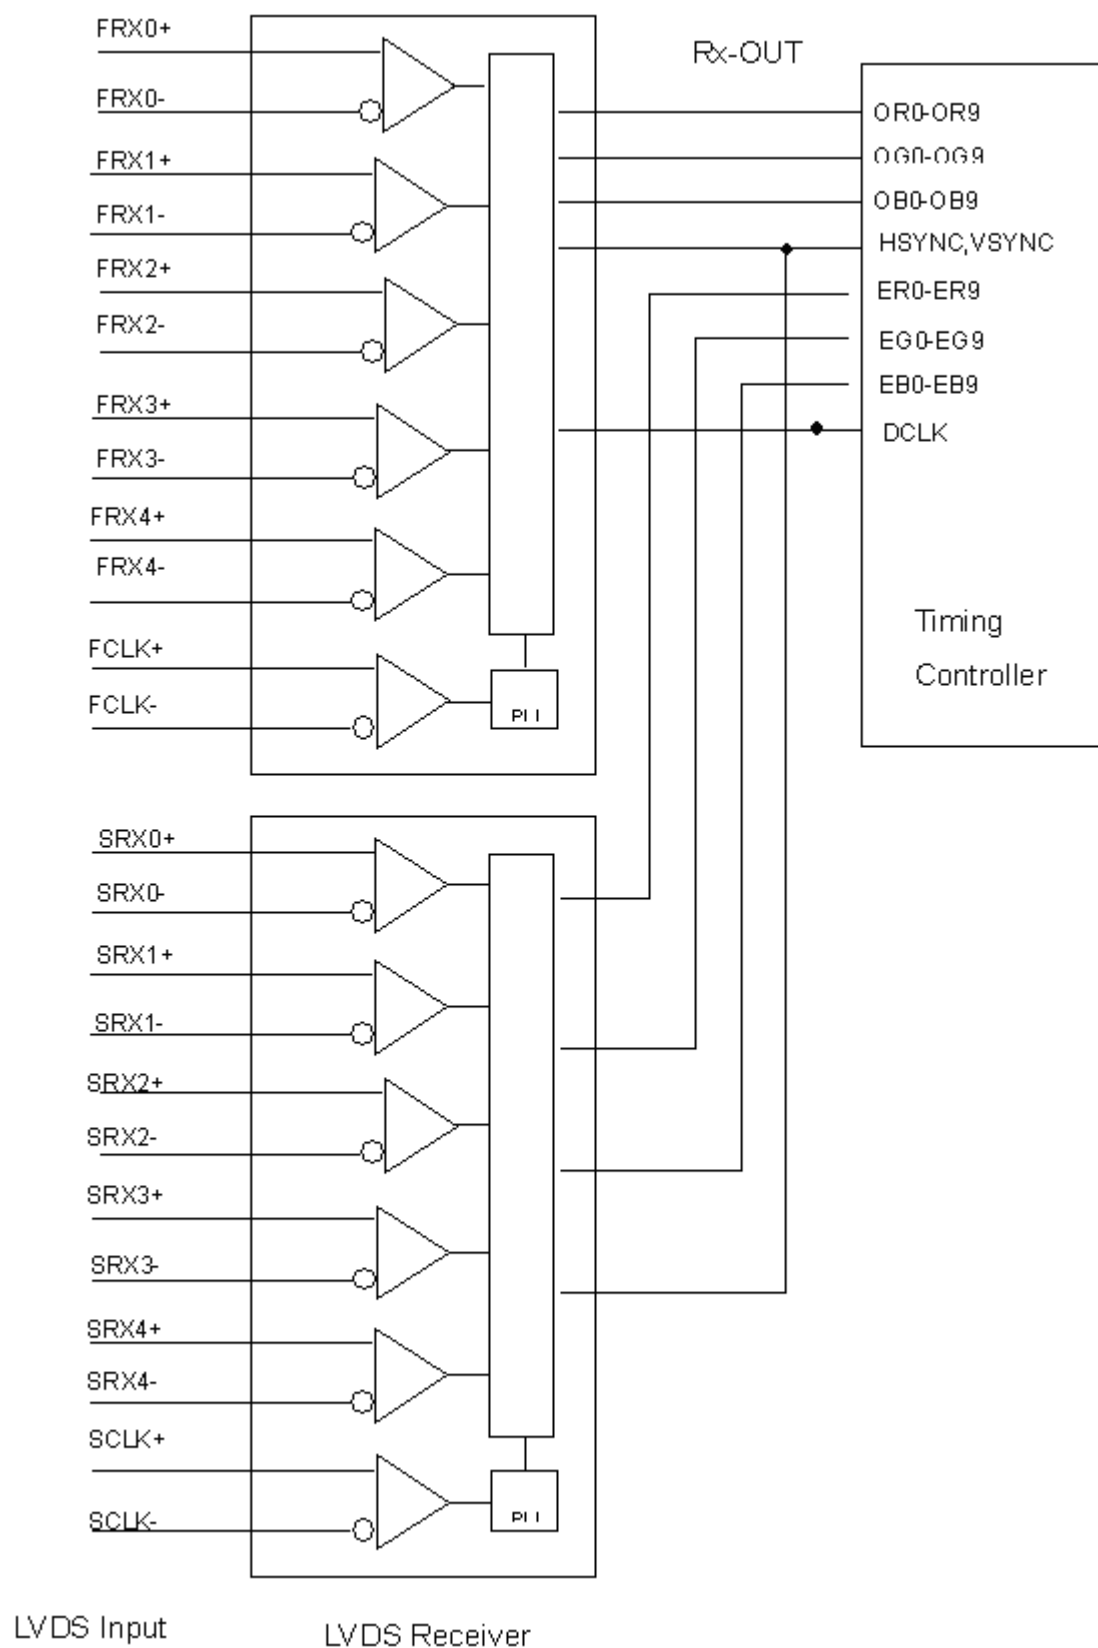 FRX0+
FRX0-
FRX1+
FRX1-
FRX2+
FRX2-
FRX3+
FRX3-
FRX4+
FRX4-
FCLK+
FCLK-
PLL
Rx-OUT
OR0-OR9
OG0-OG9
OB0-OB9
HSYNC,VSYNC
ER0-ER9
EG0-EG9
EB0-EB9
DCLK
Timing
Controller
SRX0+
SRX0-
SRX1+
SRX1-
SRX2+
SRX2-
SRX3+
SRX3-
SRX4+
SRX4-
SCLK+
SCLK-
PLL
LVDS Input
LVDS Receiver